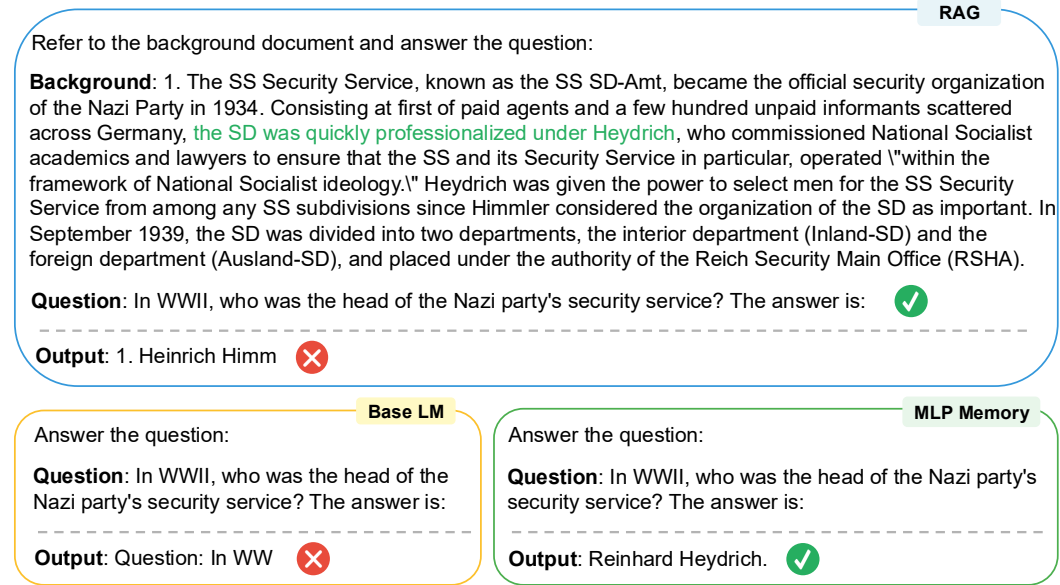 RAG
Refer to the background document and answer the question:
Background: 1. The SS Security Service, known as the SS SD-Amt, became the official security organization
of the Nazi Party in 1934. Consisting at first of paid agents and a few hundred unpaid informants scattered
across Germany, the SD was quickly professionalized under Heydrich, who commissioned National Socialist
academics and lawyers to ensure that the SS and its Security Service in particular, operated \"within the
framework of National Socialist ideology.\" Heydrich was given the power to select men for the SS Security
Service from among any SS subdivisions since Himmler considered the organization of the SD as important. In
September 1939, the SD was divided into two departments, the interior department (Inland-SD) and the
foreign department (Ausland-SD), and placed under the authority of the Reich Security Main Office (RSHA).
Question: In WWII, who was the head of the Nazi party's security service? The answer is:
Output: 1. Heinrich Himm
Base LM
Answer the question:
Question: In WWII, who was the head of the
Nazi party's security service? The answer is:
Output: Question: In WW
MLP Memory
Answer the question:
Question: In WWII, who was the head of the Nazi party's
security service? The answer is:
Output: Reinhard Heydrich.